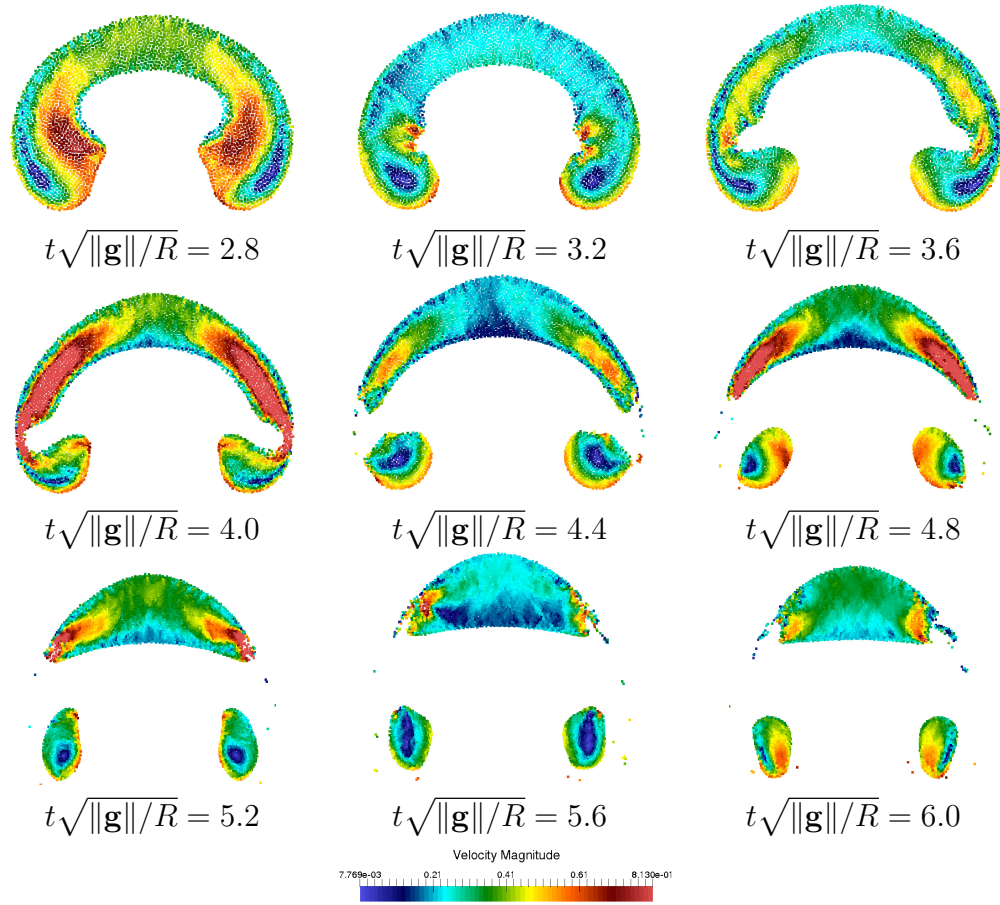 t√‖g‖/R = 2.8
t√‖g‖/R = 3.2
t√‖g‖/R = 3.6
t√‖g‖/R = 4.0
t√‖g‖/R = 4.4
t√‖g‖/R = 4.8
t√‖g‖/R = 5.2
t√‖g‖/R = 5.6
t√‖g‖/R = 6.0
Velocity Magnitude
7.769e-03 0.21 0.41 0.61 8.130e-01